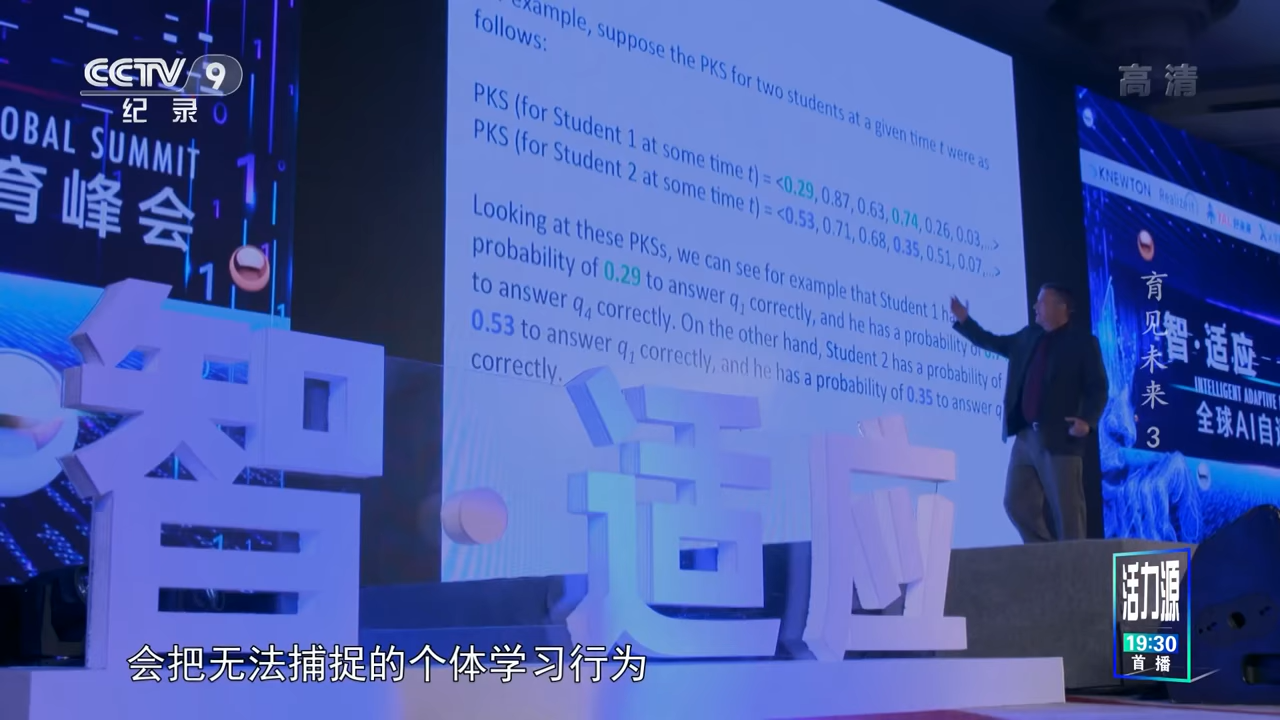 CCTV 9
纪录
高清
OBAL SUMMIT
育峰会
example, suppose the PKS for two students at a given time t were as
follows:
PKS (for Student 1 at some time t) = <0.29, 0.87, 0.63, 0.74, 0.26, 0.03,...>
PKS (for Student 2 at some time t) = <0.53, 0.71, 0.68, 0.35, 0.51, 0.07,...>
Looking at these PKSs, we can see for example that Student 1 ha
probability of 0.29 to answer q1 correctly, and he has a probability of
to answer q4 correctly. On the other hand, Student 2 has a probability of
0.53 to answer q1 correctly, and he has a probability of 0.35 to answer q
correctly.
KNEWTON Realizeit
育见未来 3
智·适应
INTELLIGENT ADAPTIVE
全球AI自适
智适应
活力源
19:30
首播
会把无法捕捉的个体学习行为